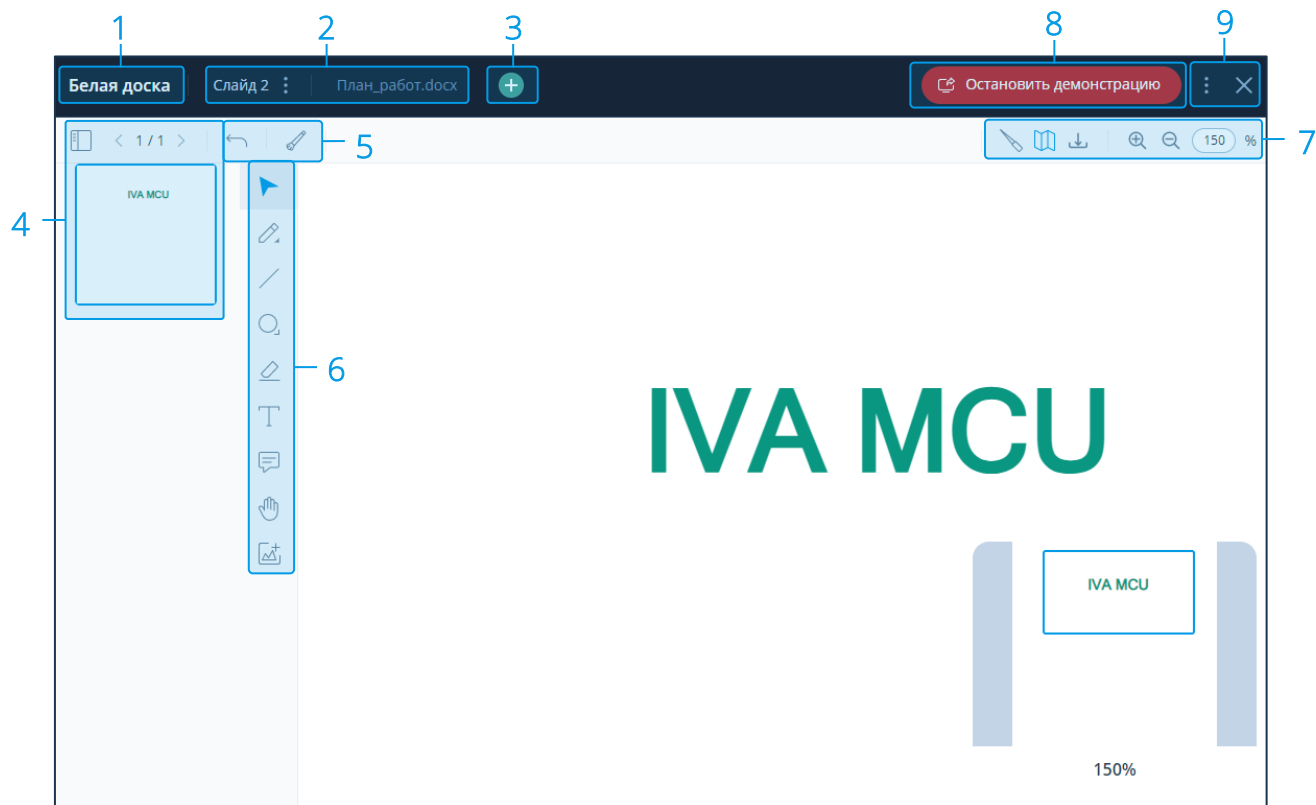 1 2 3 8 9
Белая доска Слайд 2 План_работ.docx Остановить демонстрацию
1 / 1 5 150 % 7
IVA MCU
4
6
IVA MCU
IVA MCU
150%